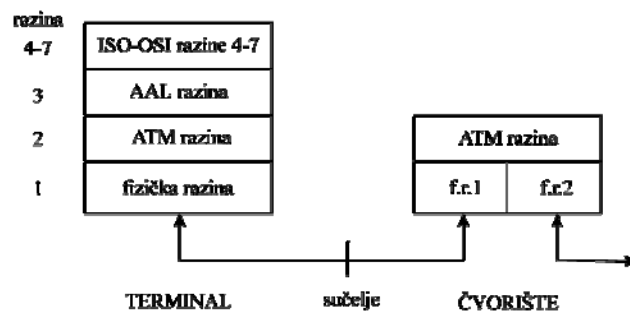 razina
4-7 ISO-OSI razine 4-7
3 AAL razina
2 ATM razina ATM razina
1 fizička razina f.r.1 f.r.2
TERMINAL sučelje ČVORIŠTE